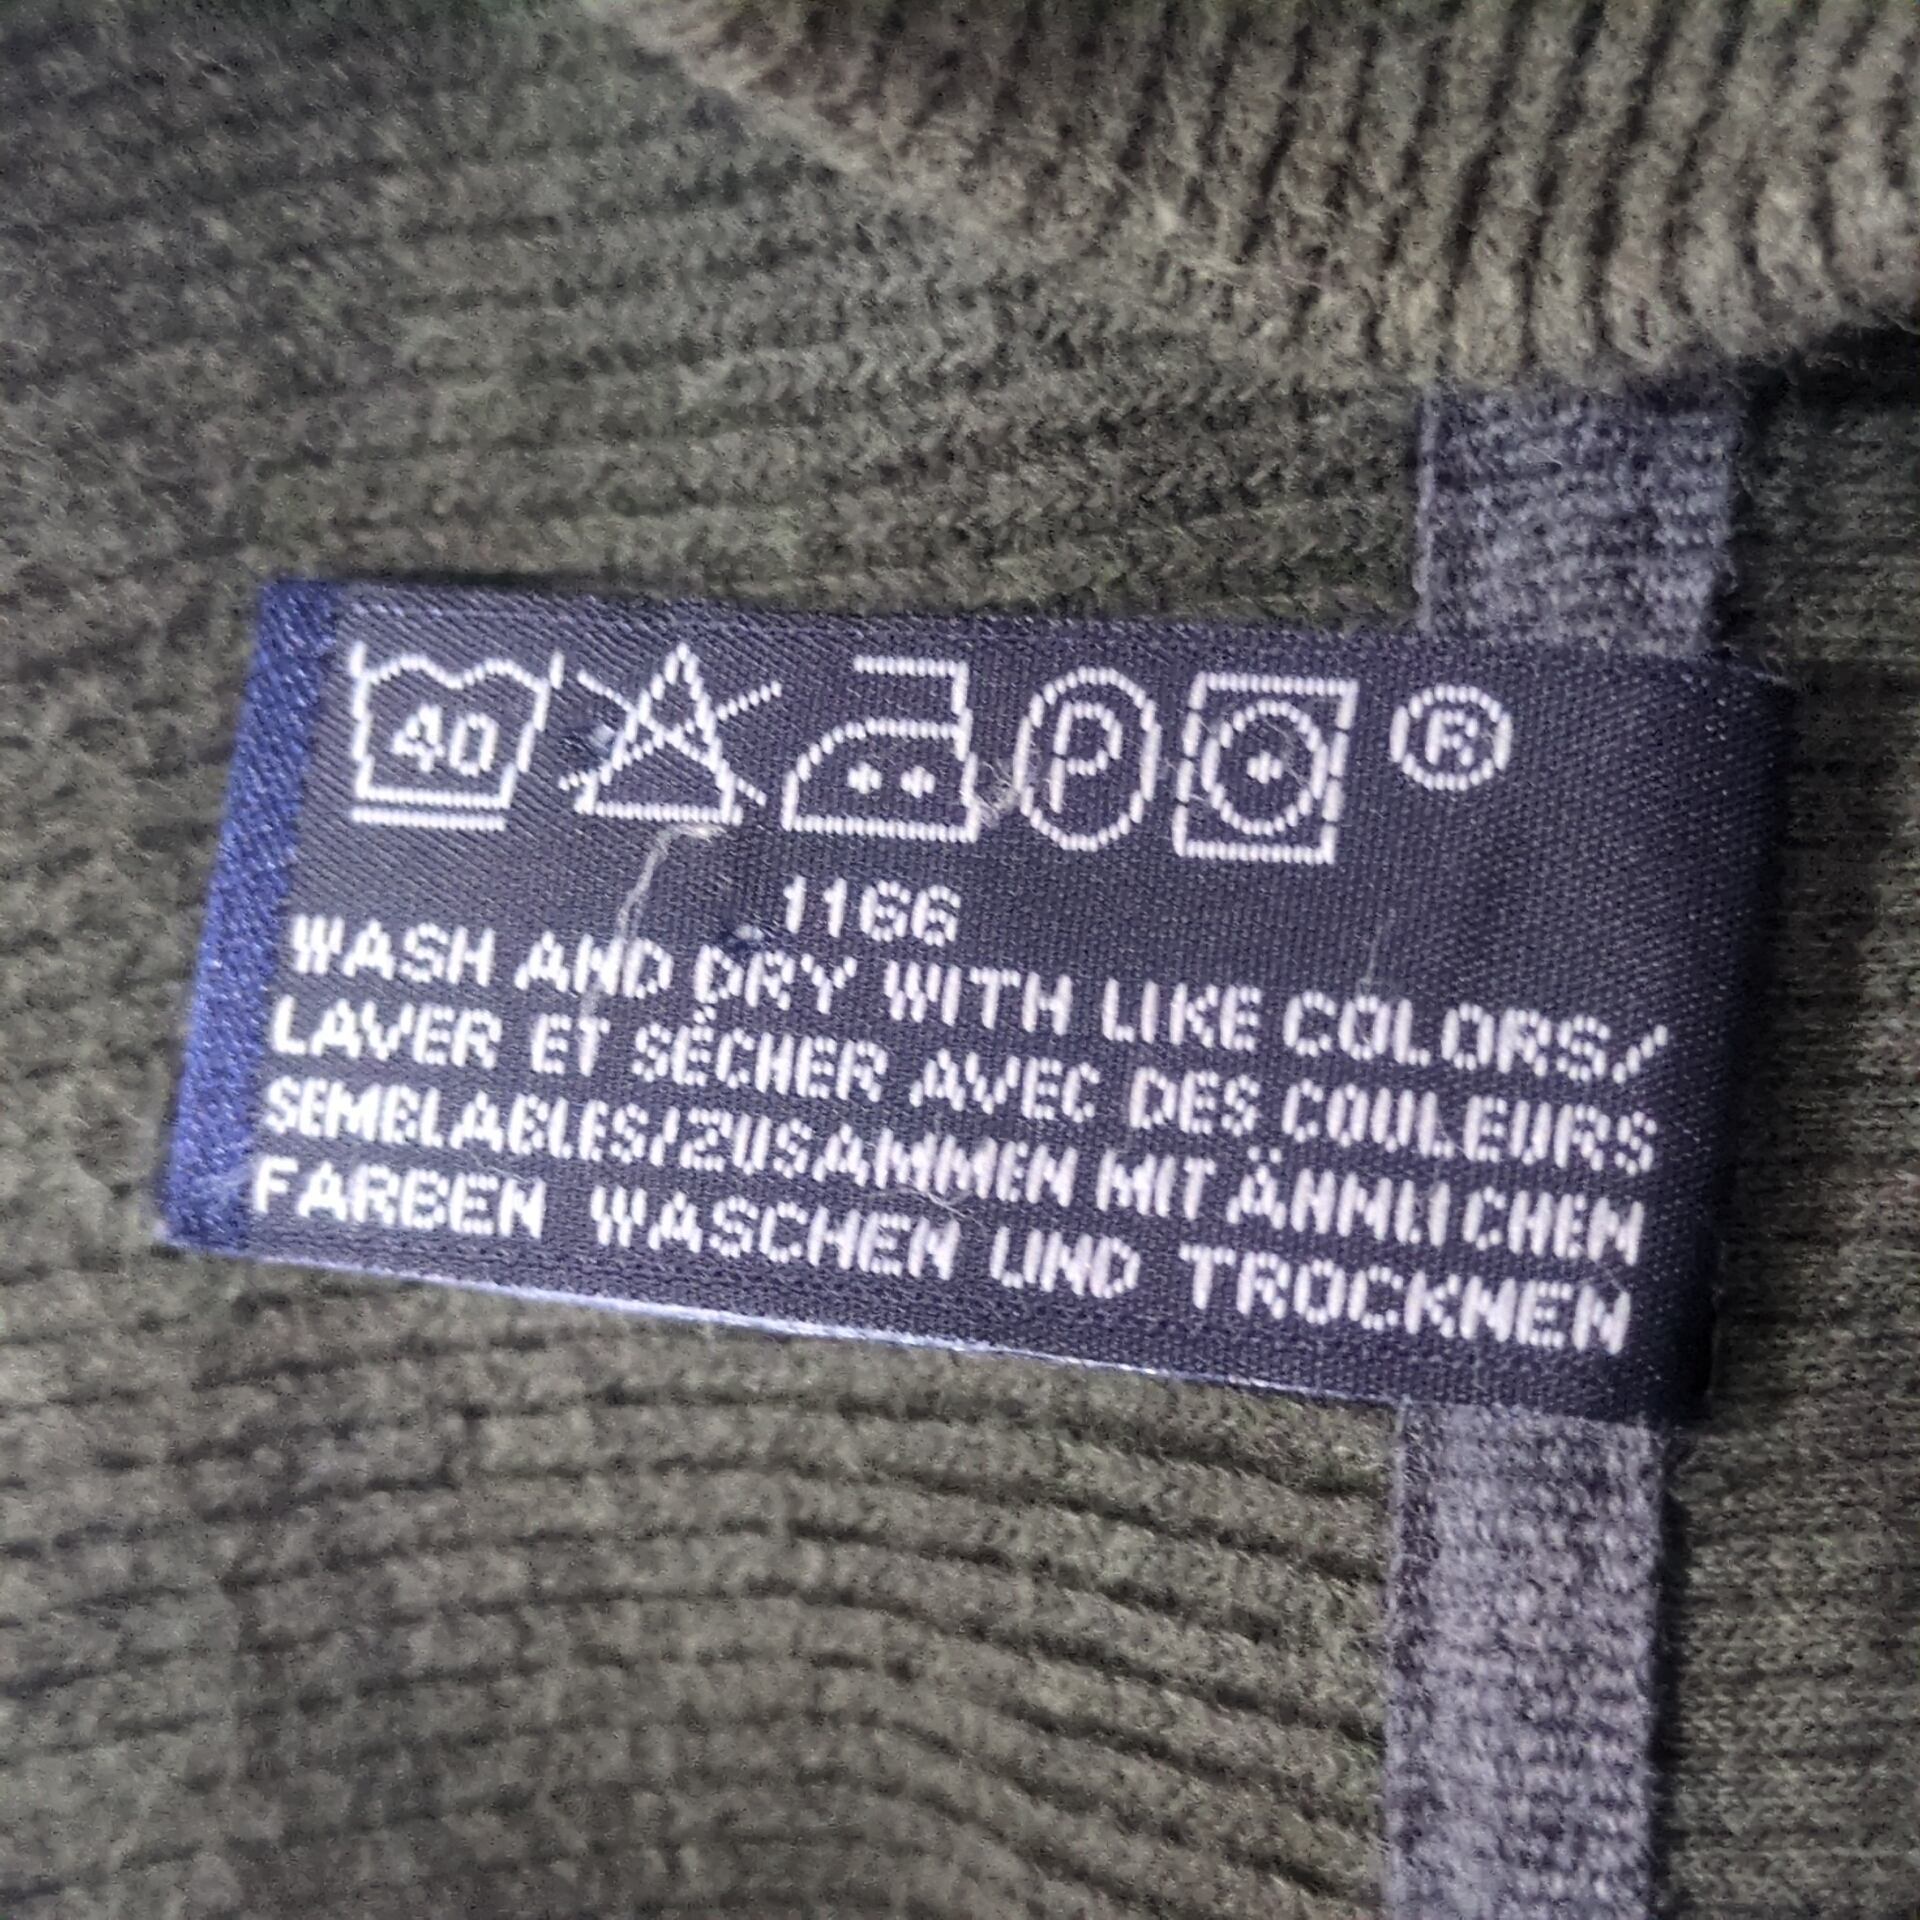 40 P ®
1166
WASH AND DRY WITH LIKE COLORS/
LAVER ET SÉCHER AVEC DES COULEURS
SEMBLABLES/ZUSAMMEN MIT ÄNMLICHEN
FARBEN WASCHEN UND TROCKNEN